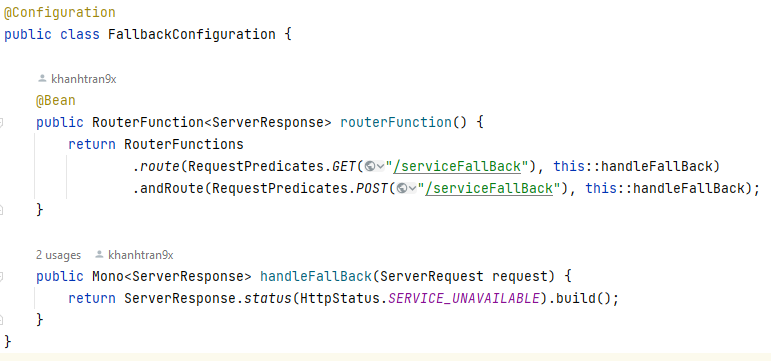 @Configuration
public class FallbackConfiguration {
khanhtran9x
@Bean
public RouterFunction<ServerResponse> routerFunction() {
return RouterFunctions
.route(RequestPredicates.GET("/serviceFallBack"), this::handleFallBack)
.andRoute(RequestPredicates.POST("/serviceFallBack"), this::handleFallBack);
}
2 usages khanhtran9x
public Mono<ServerResponse> handleFallBack(ServerRequest request) {
return ServerResponse.status(HttpStatus.SERVICE_UNAVAILABLE).build();
}
}